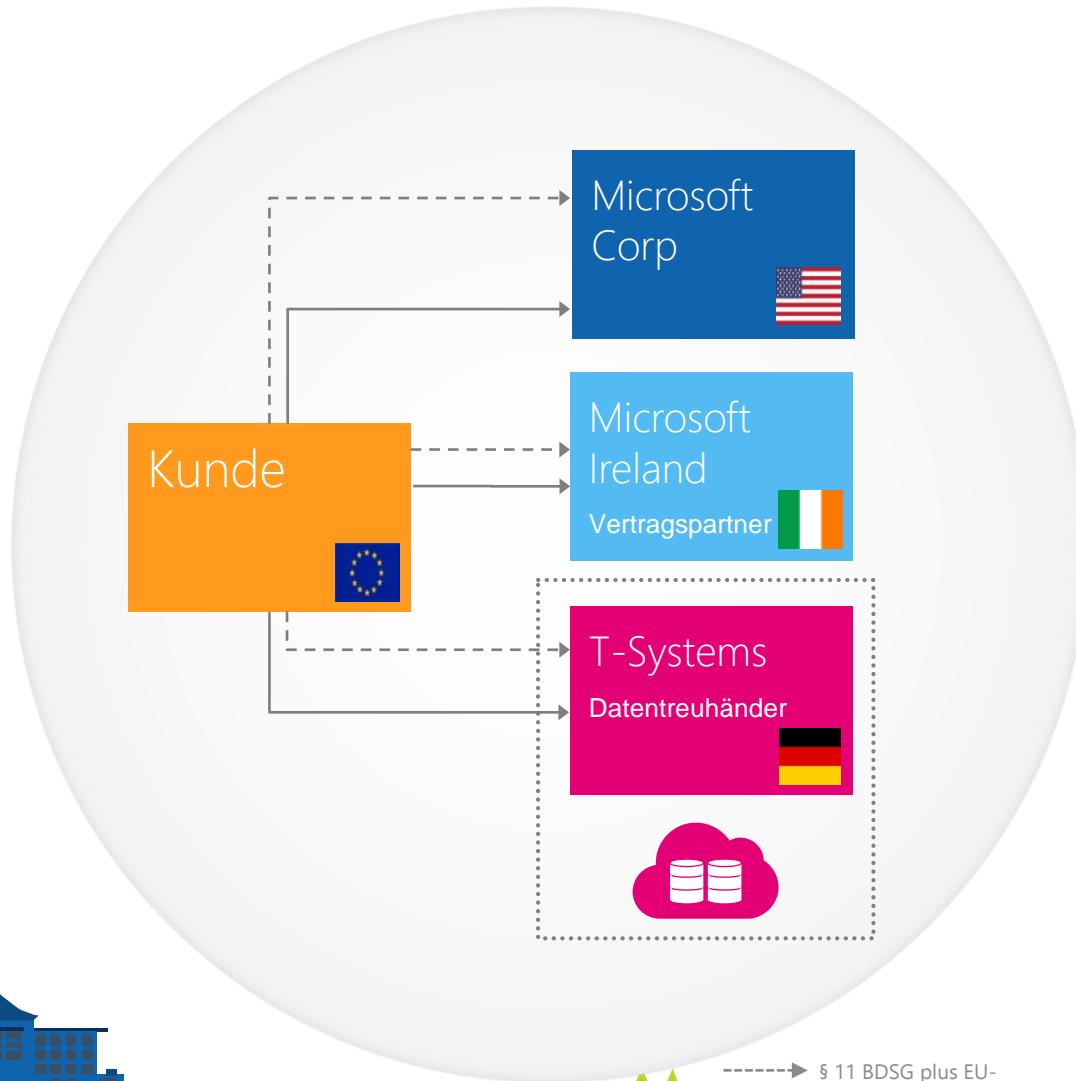 Microsoft
Corp
Kunde
Microsoft
Ireland
Vertragspartner
T-Systems
Datentreuhänder
§ 11 BDSG plus EU-